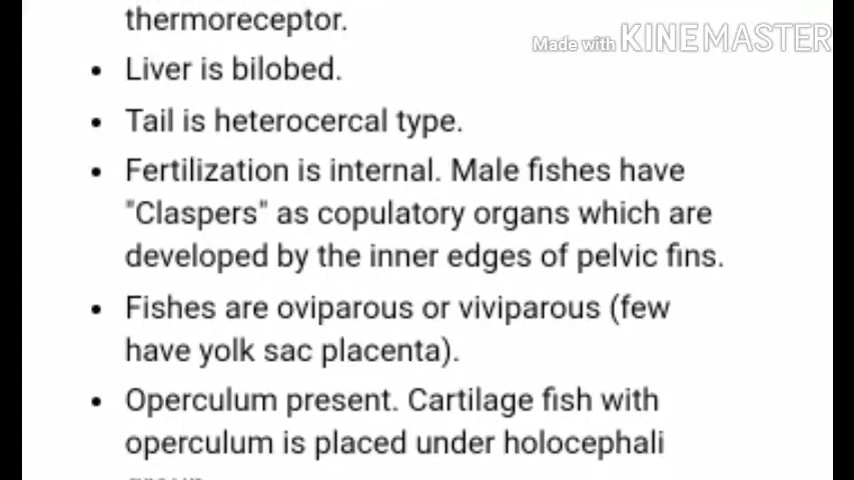 thermoreceptor.
Made with KINEMASTER
• Liver is bilobed.
• Tail is heterocercal type.
• Fertilization is internal. Male fishes have
"Claspers" as copulatory organs which are
developed by the inner edges of pelvic fins.
• Fishes are oviparous or viviparous (few
have yolk sac placenta).
• Operculum present. Cartilage fish with
operculum is placed under holocephali